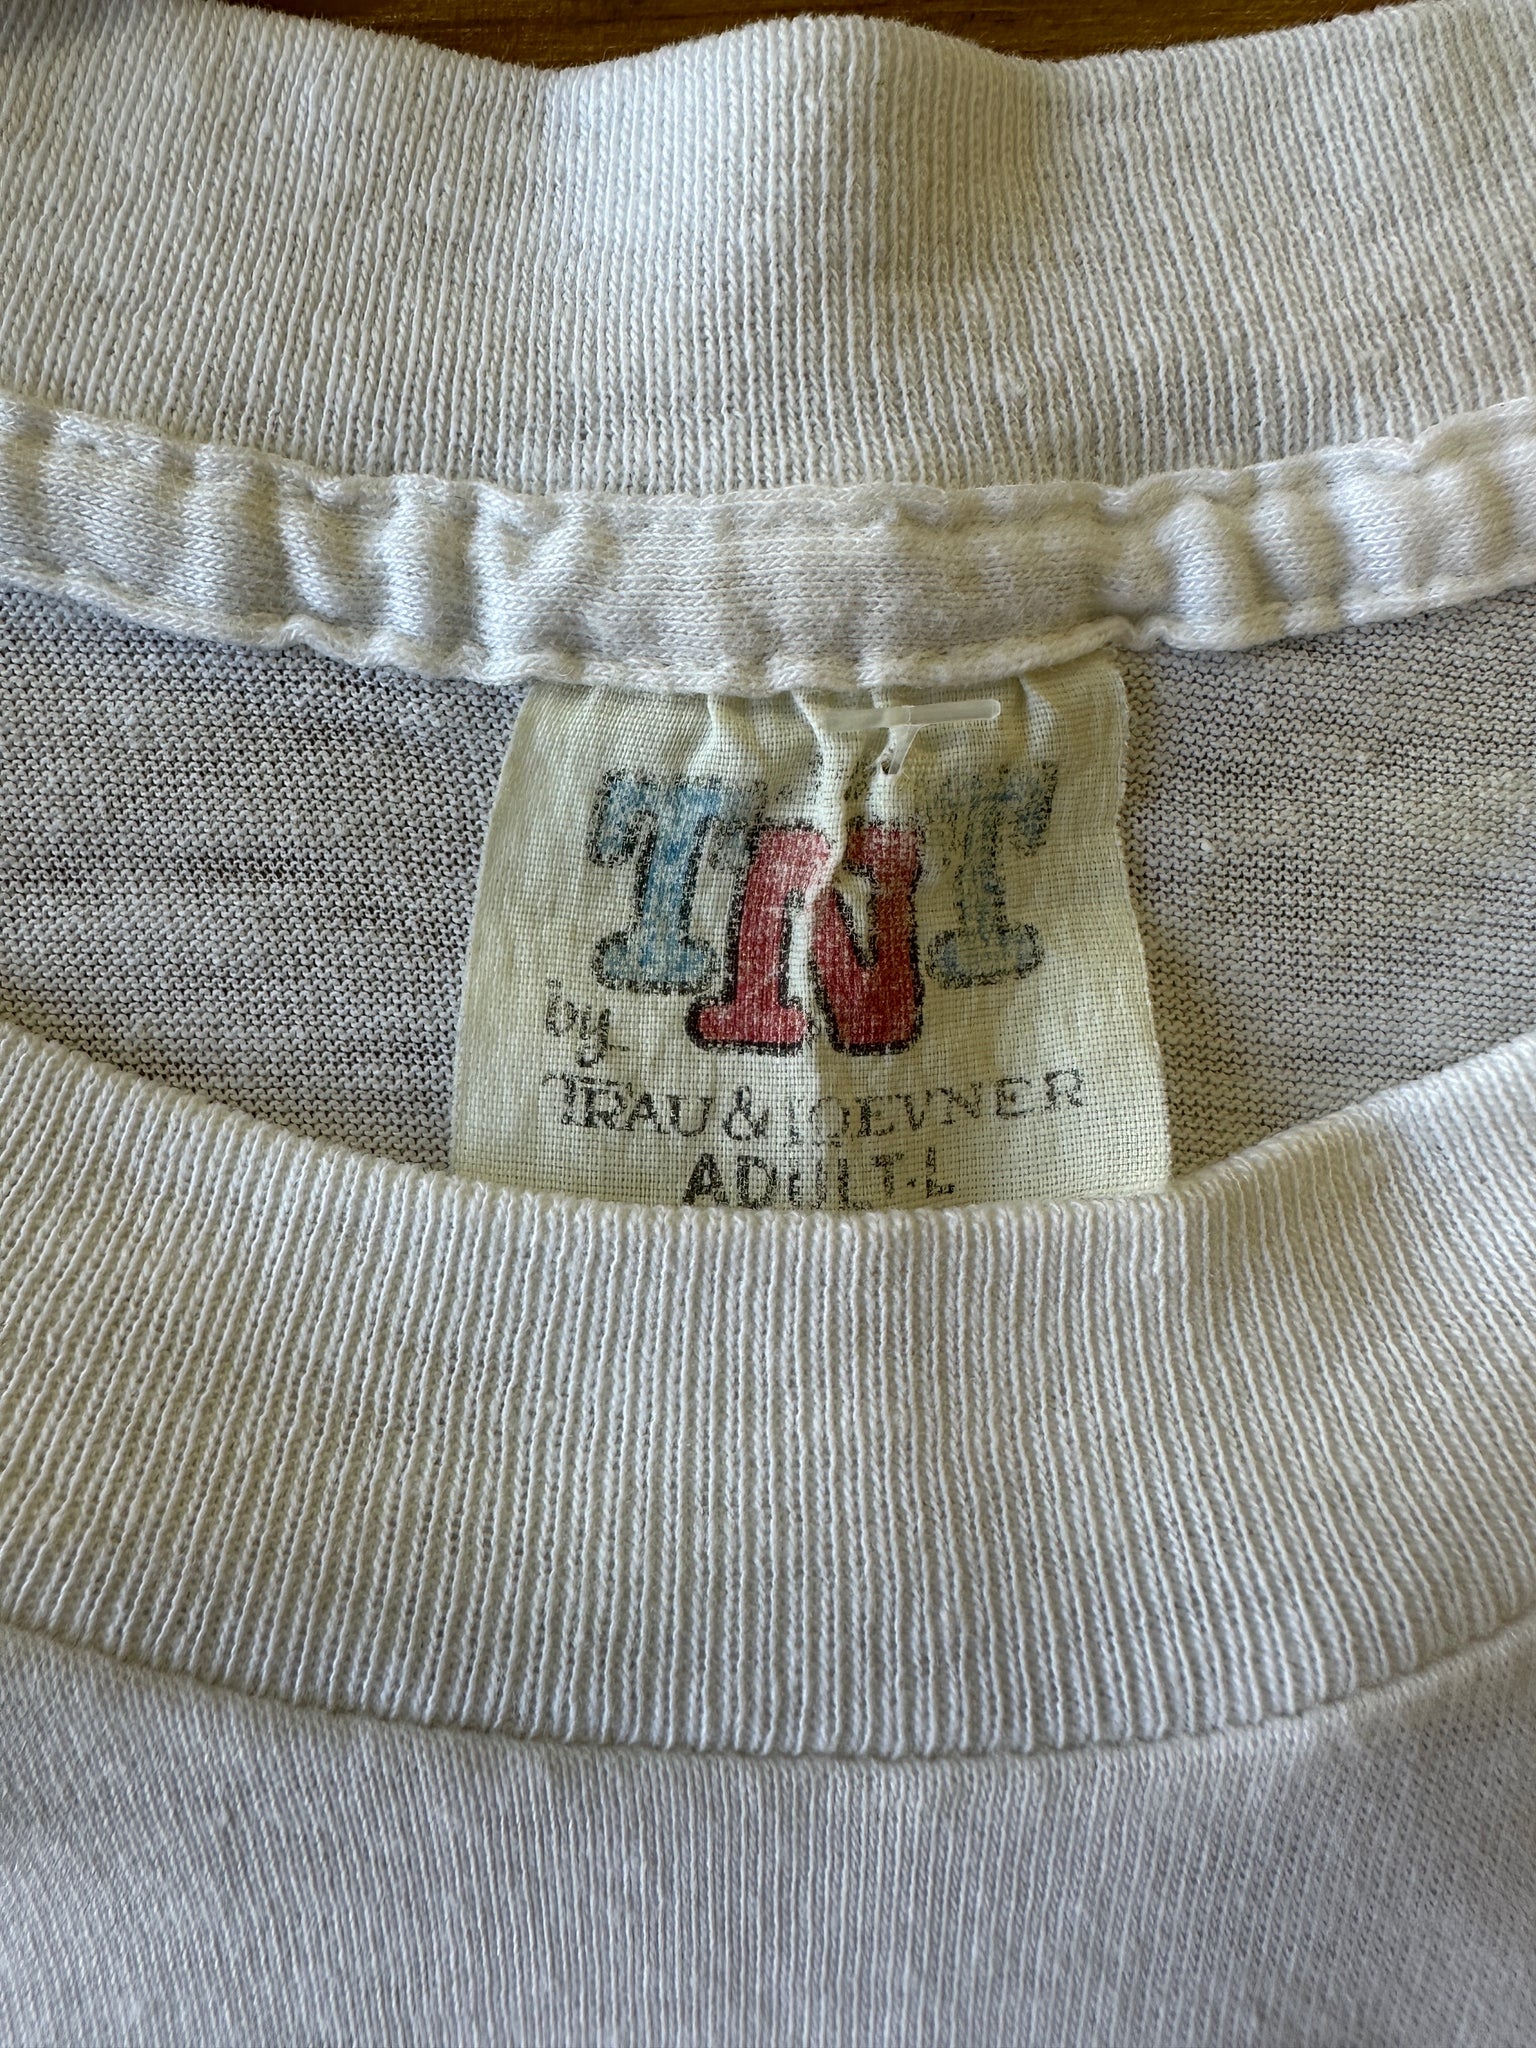 TNT
by
TRAU & LOEVNER
ADULT-L